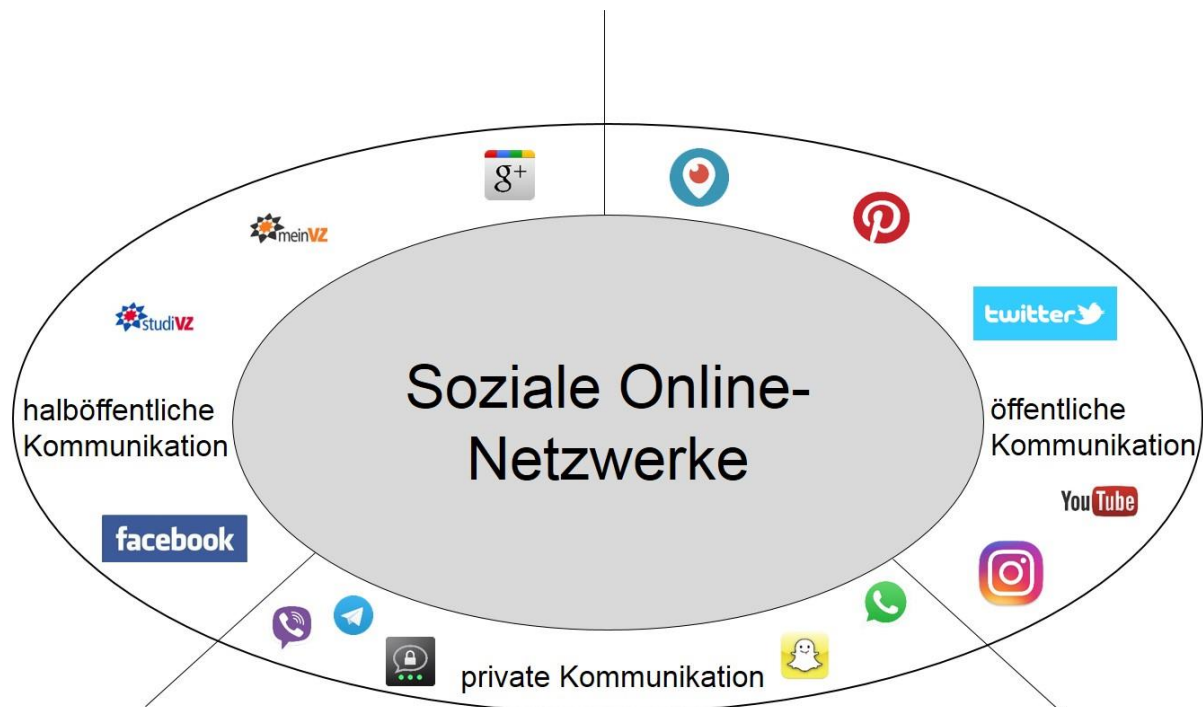 g+
meinVZ
twitter
studiVZ
Soziale Online-
Netzwerke
halböffentliche
Kommunikation
öffentliche
Kommunikation
YouTube
facebook
private Kommunikation